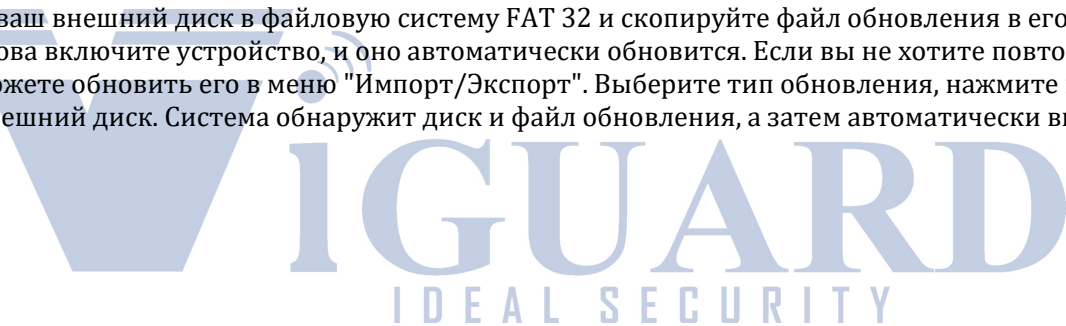 ваш внешний диск в файловую систему FAT 32 и скопируйте файл обновления в его
ова включите устройство, и оно автоматически обновится. Если вы не хотите повто
жете обновить его в меню "Импорт/Экспорт". Выберите тип обновления, нажмите
ешний диск. Система обнаружит диск и файл обновления, а затем автоматически
ViGUARD
IDEAL SECURITY